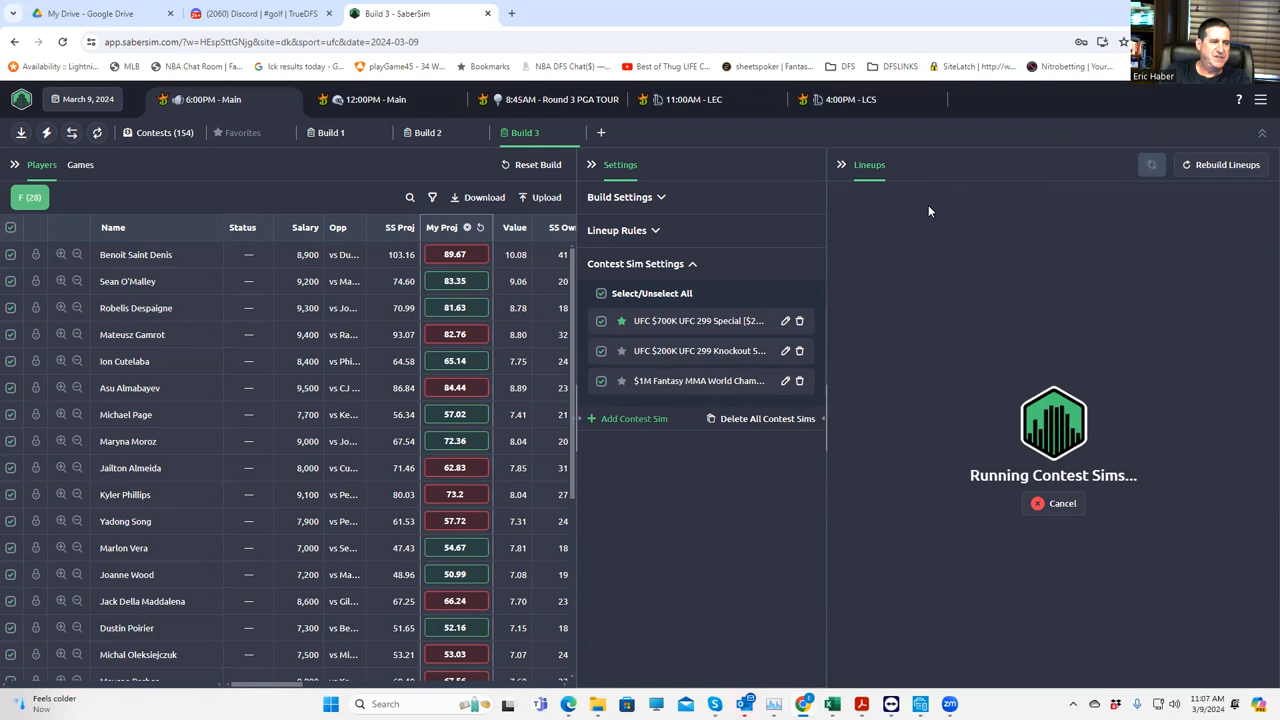 My Drive - Google Drive
(2060) Discord | #golf | TrueDFS
Build 3 - SaberSim
app.sabersim.com/?w=HEspSttGNjg&site=dk&sport=ufc&date=2024-03-09
Availability :: Lightni...
MLB
NBA Chat Room | Fa...
lck results today - G...
playGame45 - 34 W...
Bookmarks
NBA DFS Chat($) —...
Best of Thug LIFE C...
sheetspoker | Fanta...
DFS
DFSLINKS
SiteLatch | http://w...
Nitrobetting | Your...
Eric Haber
March 9, 2024
6:00PM - Main
12:00PM - Main
8:45AM - Round 3 PGA TOUR
11:00AM - LEC
4:00PM - LCS
?
Contests (154)
Favorites
Build 1
Build 2
Build 3
Players
Games
Reset Build
Settings
Lineups
Rebuild Lineups
F (28)
Download
Upload
Build Settings
Name Status Salary Opp SS Proj My Proj Value SS Own
Lineup Rules
Benoit Saint Denis — 8,900 vs Du... 103.16 89.67 10.08 41
Sean O'Malley — 9,200 vs Ma... 74.60 83.35 9.06 20
Robelis Despaigne — 9,300 vs Jo... 70.99 81.63 8.78 18
Mateusz Gamrot — 9,400 vs Ra... 93.07 82.76 8.80 32
Ion Cutelaba — 8,400 vs Phi... 64.58 65.14 7.75 24
Asu Almabayev — 9,500 vs CJ ... 86.84 84.44 8.89 23
Michael Page — 7,700 vs Ke... 56.34 57.02 7.41 21
Maryna Moroz — 9,000 vs Jo... 67.54 72.36 8.04 20
Jailton Almeida — 8,000 vs Cu... 71.46 62.83 7.85 31
Kyler Phillips — 9,100 vs Pe... 80.03 73.2 8.04 27
Yadong Song — 7,900 vs Pe... 61.53 57.72 7.31 24
Marlon Vera — 7,000 vs Se... 47.43 54.67 7.81 18
Joanne Wood — 7,200 vs Ma... 48.96 50.99 7.08 19
Jack Della Maddalena — 8,600 vs Gil... 67.25 66.24 7.70 23
Dustin Poirier — 7,300 vs Be... 51.65 52.16 7.15 18
Michal Oleksiejczuk — 7,500 vs Mi... 53.21 53.03 7.07 24
Contest Sim Settings
Select/Unselect All
UFC $700K UFC 299 Special [$2...
UFC $200K UFC 299 Knockout S...
$1M Fantasy MMA World Cham...
Add Contest Sim
Delete All Contest Sims
Running Contest Sims...
Cancel
Feels colder
Now
Search
11:07 AM
3/9/2024